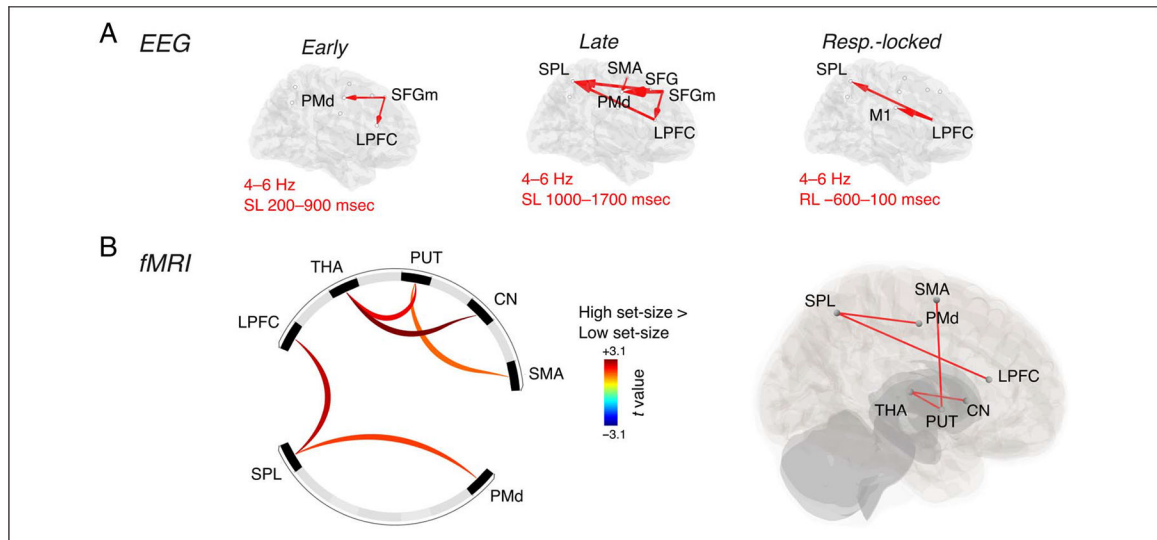 A
EEG
Early
PMd
SFGm
LPFC
4–6 Hz
SL 200–900 msec
Late
SPL
SMA
SFG
SFGm
PMd
LPFC
4–6 Hz
SL 1000–1700 msec
Resp.-locked
SPL
M1
LPFC
4–6 Hz
RL –600–100 msec
B
fMRI
THA
PUT
CN
LPFC
SMA
SPL
PMd
High set-size >
Low set-size
+3.1
t value
−3.1
SPL
SMA
PMd
LPFC
THA
PUT
CN